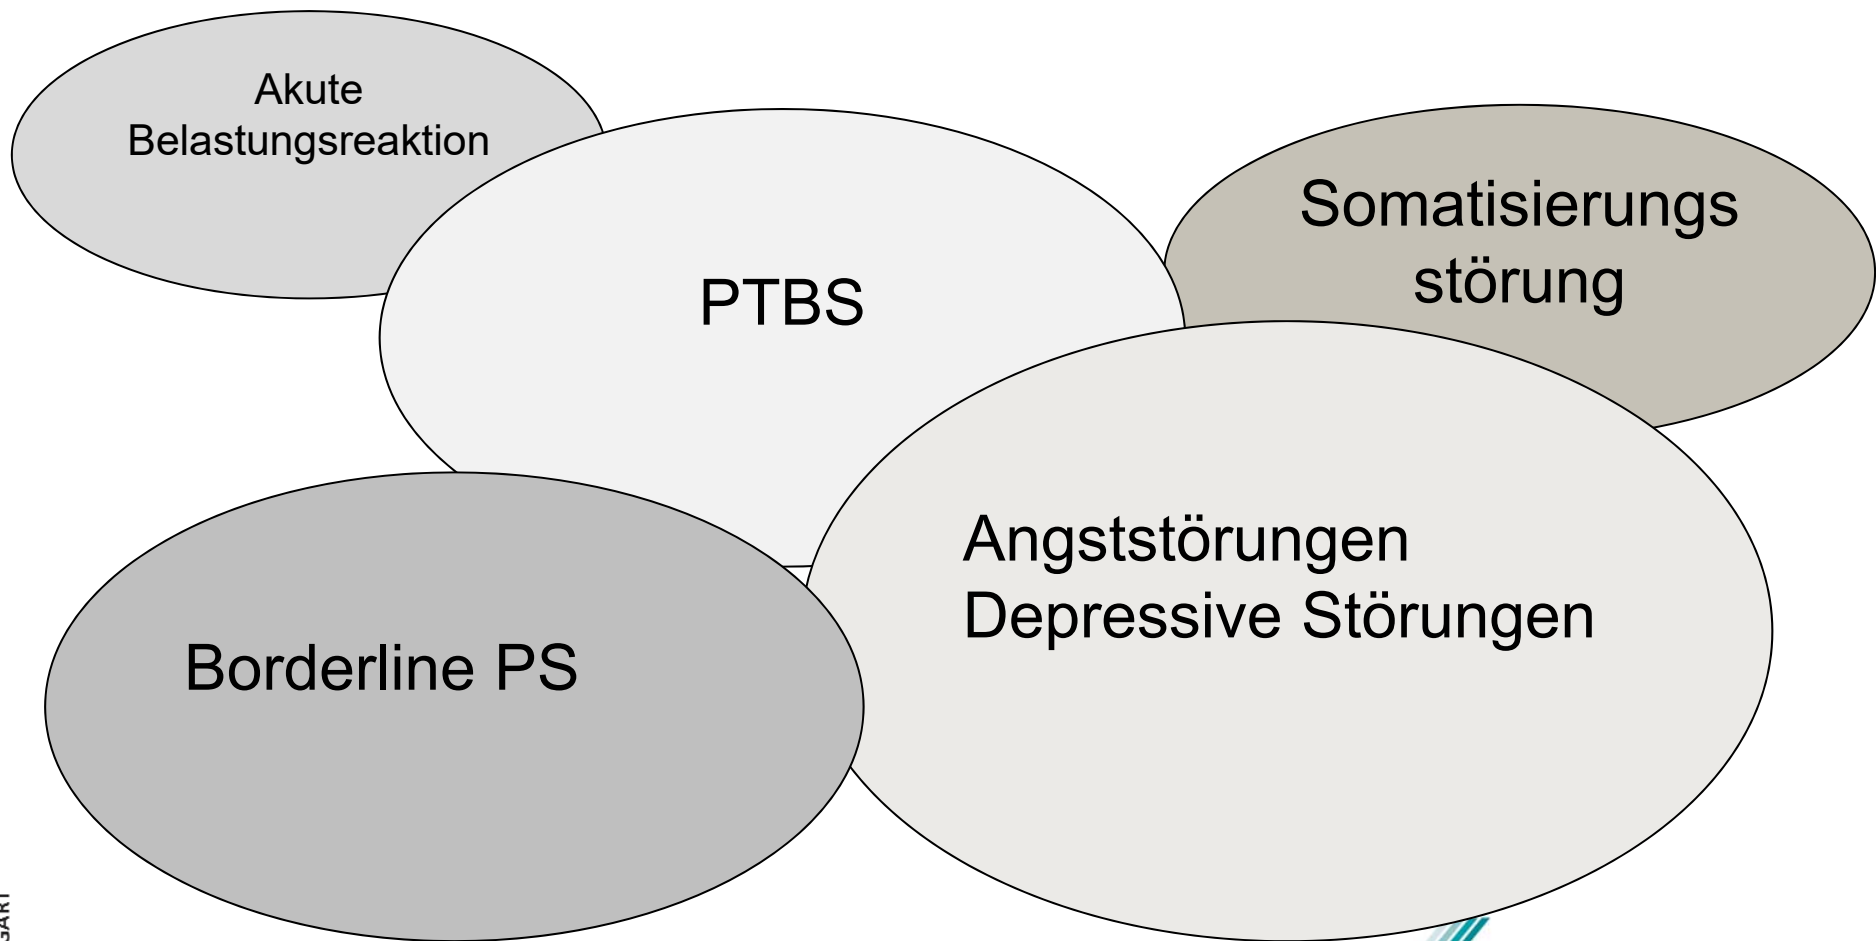 Akute
Belastungsreaktion
PTBS
Somatisierungs
störung
Angststörungen
Depressive Störungen
Borderline PS